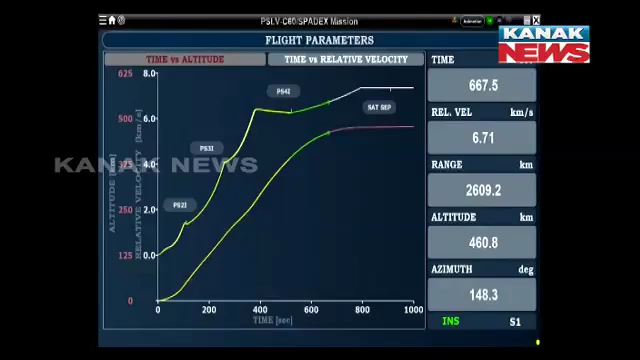 PSLV-C60/SPADEX Mission
Animation
KANAK
NEWS
FLIGHT PARAMETERS
TIME vs ALTITUDE
TIME vs RELATIVE VELOCITY
TIME
667.5
REL. VEL km/s
6.71
RANGE km
2609.2
ALTITUDE km
460.8
AZIMUTH deg
148.3
INS S1
625 8.0
500 6.0
375 4.0
250 2.0
125 0.0
0
ALTITUDE [km]
RELATIVE VELOCITY [km/s]
PS2I
PS3I
PS4I
SAT SEP
KANAK NEWS
0 200 400 600 800 1000
TIME [sec]